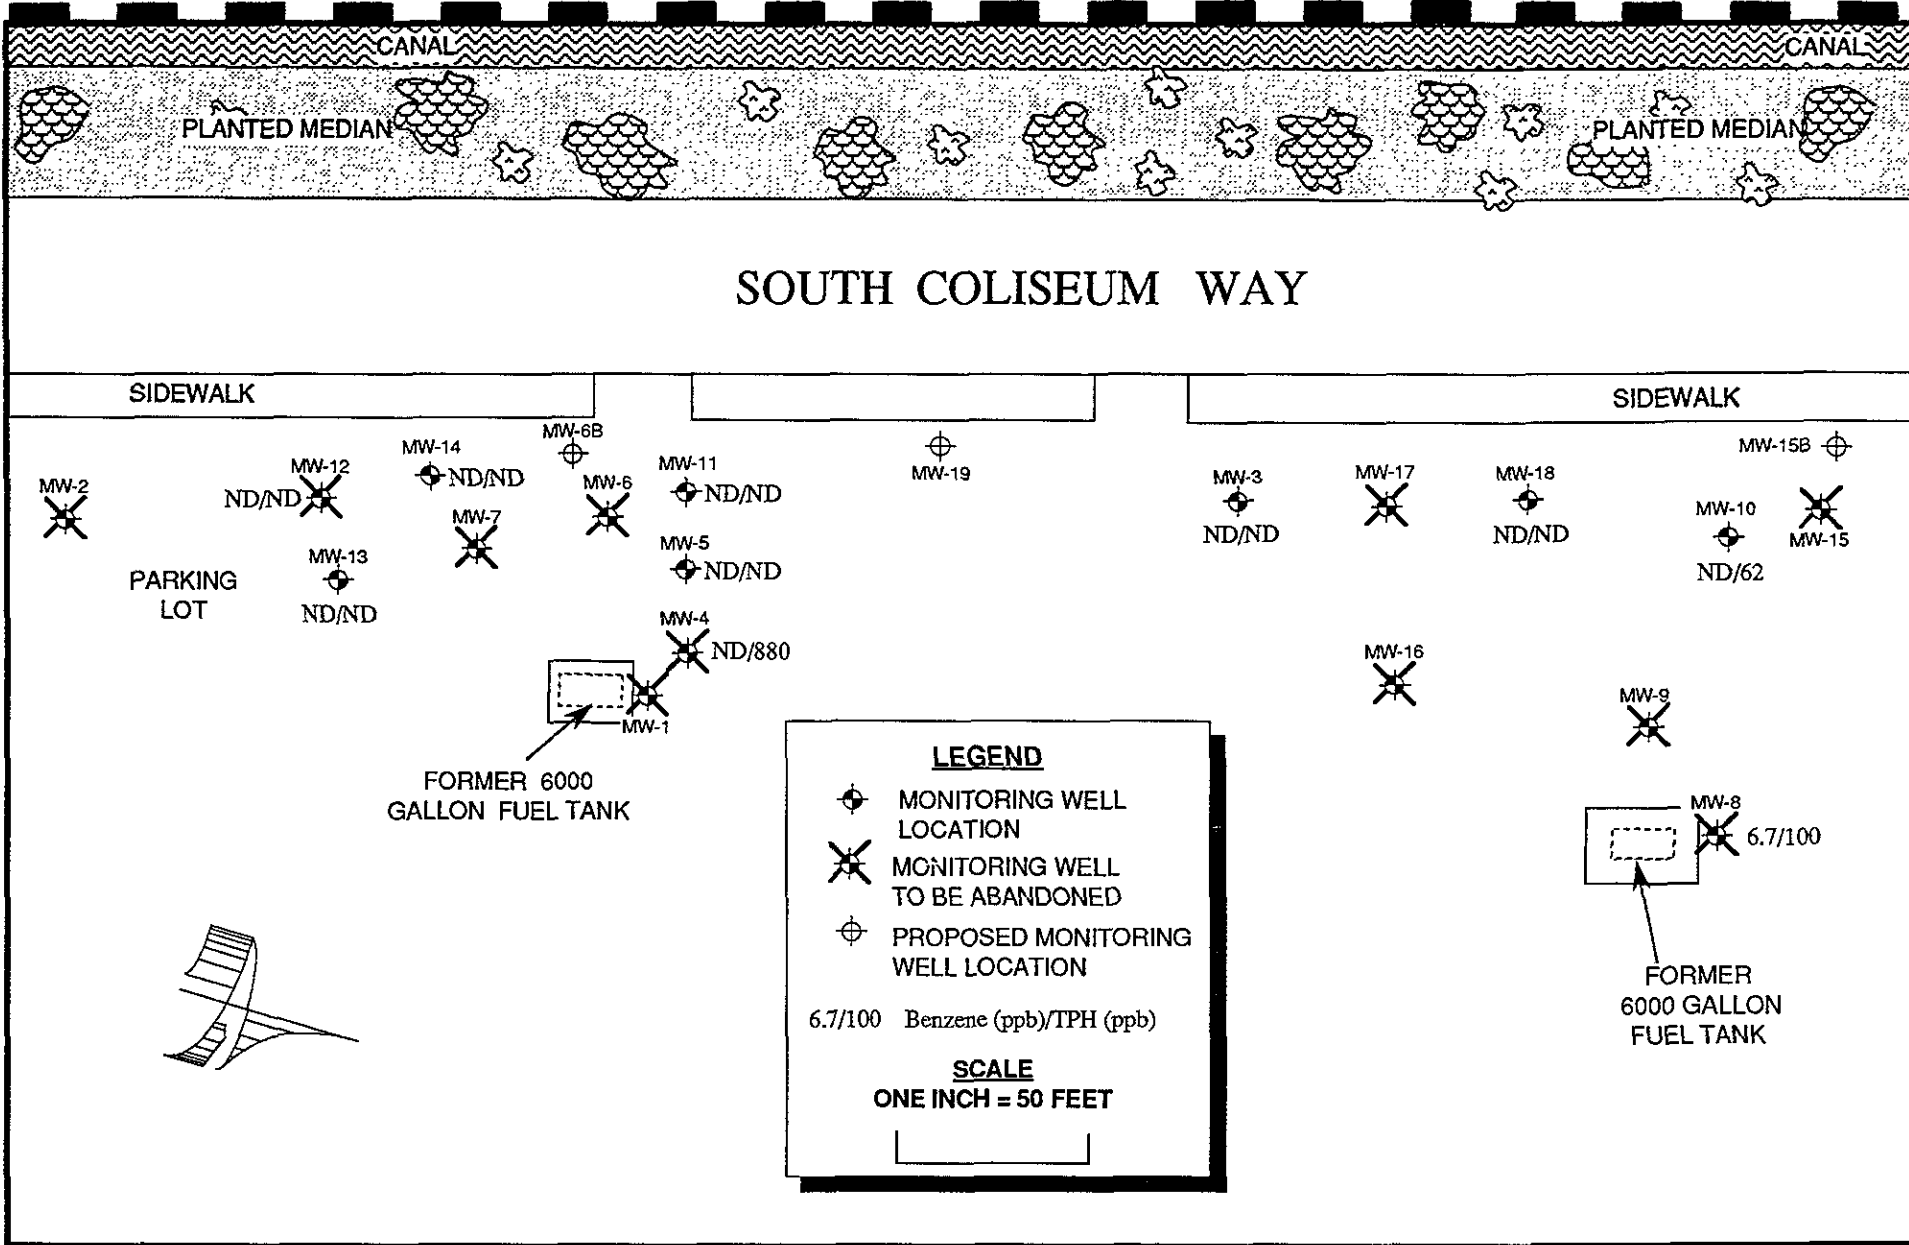 CANAL CANAL
PLANTED MEDIAN PLANTED MEDIAN
SOUTH COLISEUM WAY
SIDEWALK SIDEWALK
MW-2
MW-12
ND/ND
MW-14
ND/ND
MW-6B
MW-6
MW-11
ND/ND
MW-7
MW-13
ND/ND
MW-5
ND/ND
MW-4
ND/880
MW-1
PARKING
LOT
FORMER 6000
GALLON FUEL TANK
MW-19
MW-3
ND/ND
MW-17
MW-18
ND/ND
MW-10
ND/62
MW-15B
MW-15
MW-16
MW-9
MW-8
6.7/100
FORMER
6000 GALLON
FUEL TANK
LEGEND
MONITORING WELL
LOCATION
MONITORING WELL
TO BE ABANDONED
PROPOSED MONITORING
WELL LOCATION
6.7/100 Benzene (ppb)/TPH (ppb)
SCALE
ONE INCH = 50 FEET